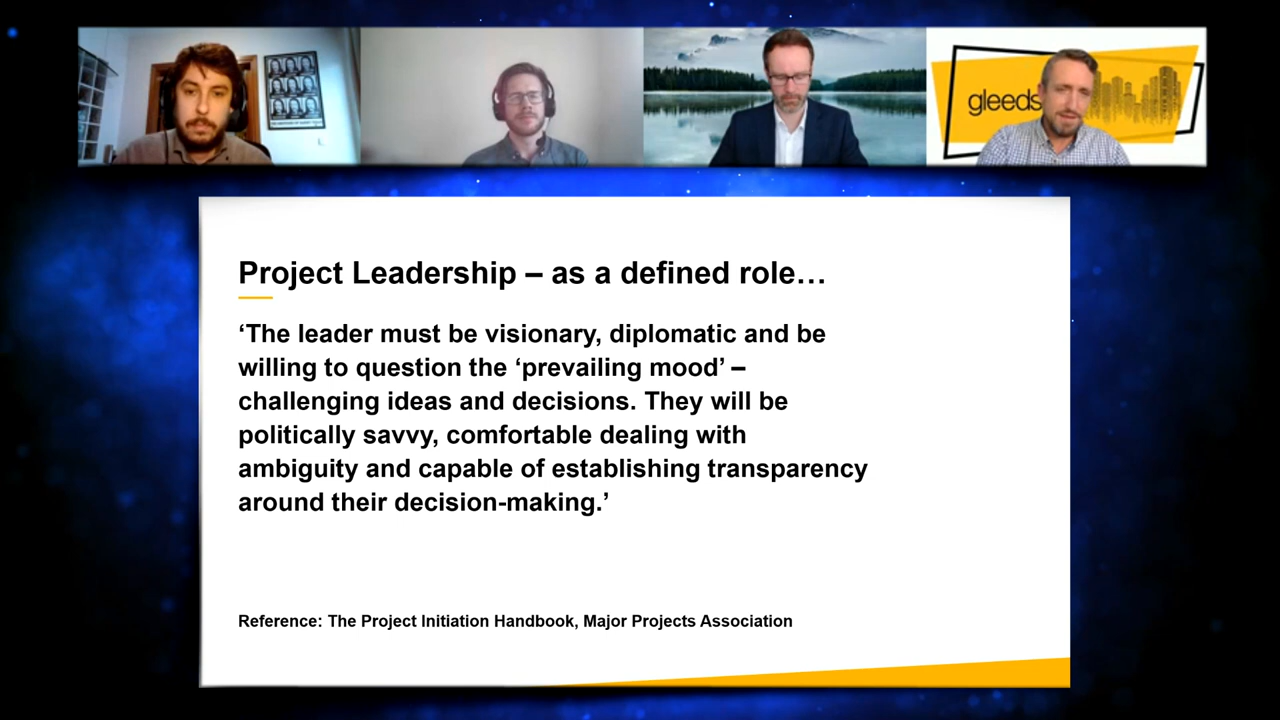 gleeds
Project Leadership – as a defined role…
‘The leader must be visionary, diplomatic and be
willing to question the ‘prevailing mood’ –
challenging ideas and decisions. They will be
politically savvy, comfortable dealing with
ambiguity and capable of establishing transparency
around their decision-making.’
Reference: The Project Initiation Handbook, Major Projects Association